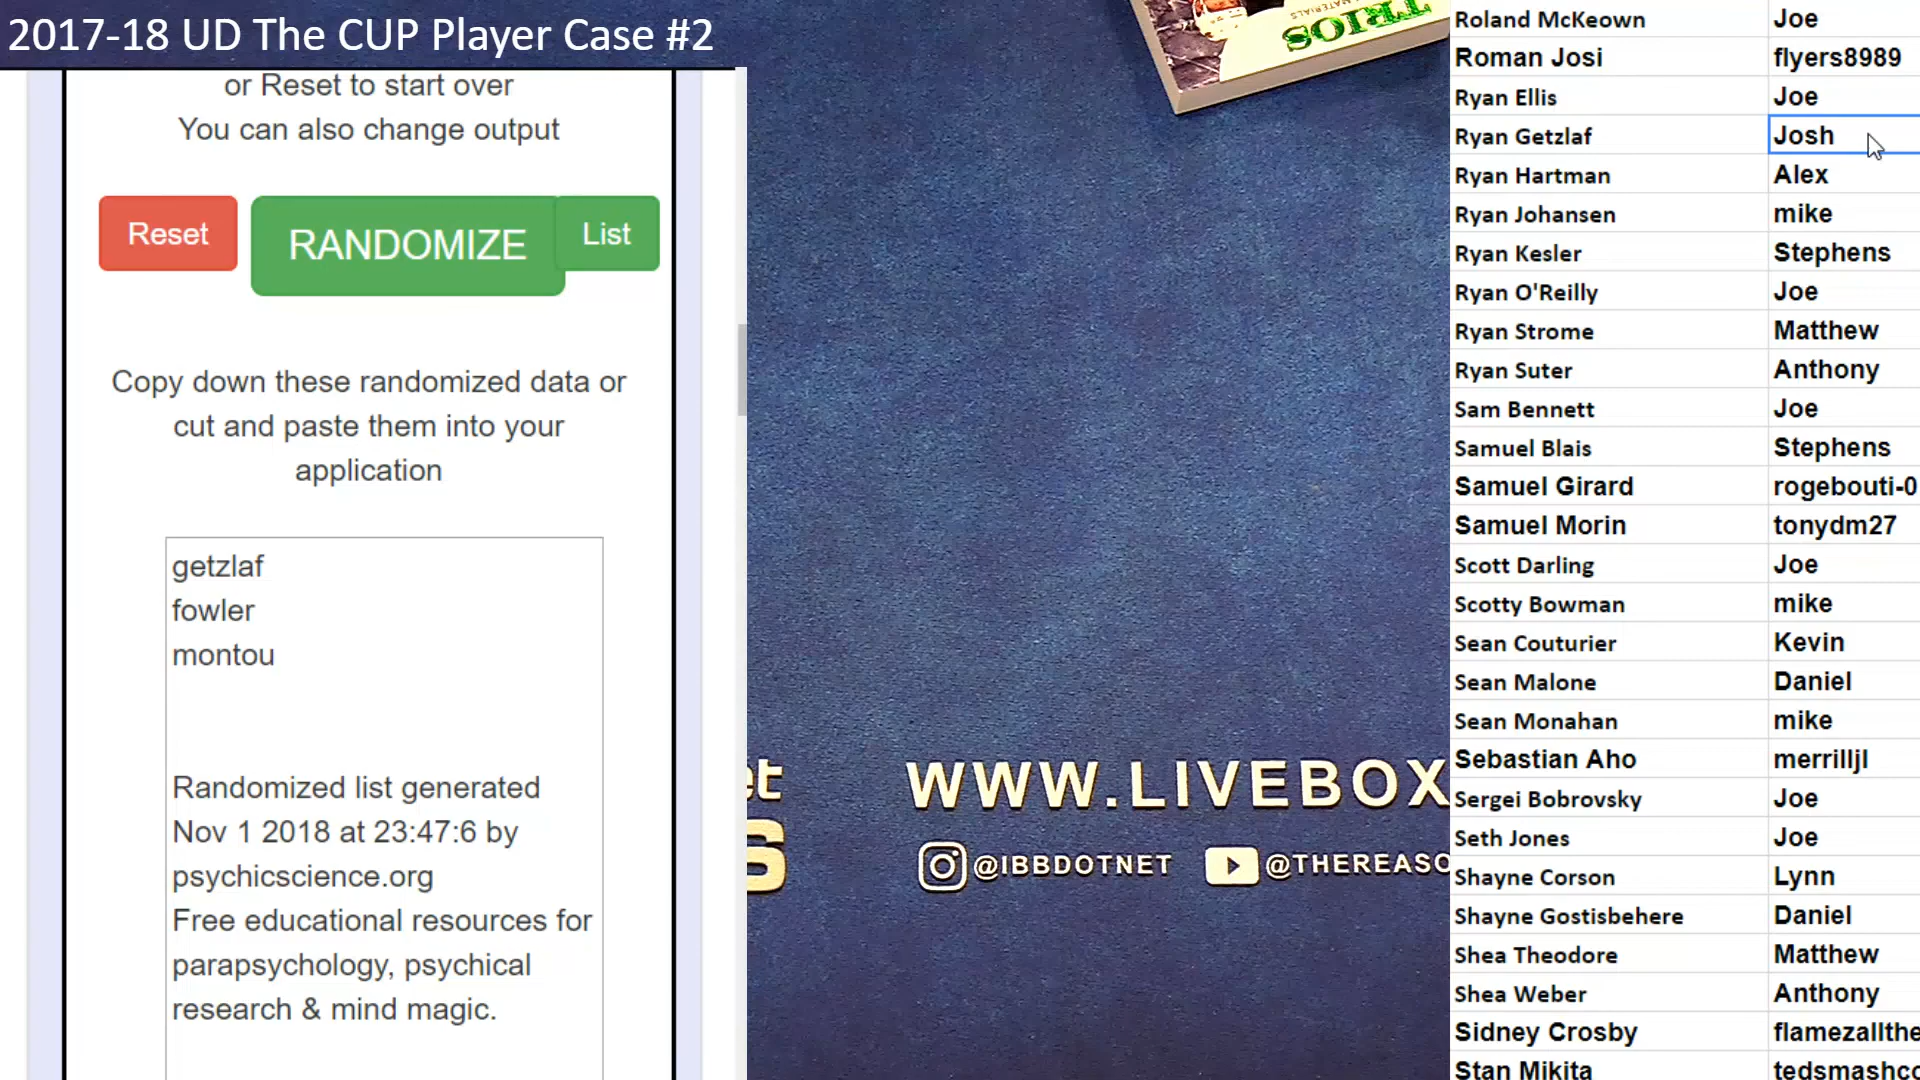 2017-18 UD The CUP Player Case #2
or Reset to start over
You can also change output
Reset
RANDOMIZE
List
Copy down these randomized data or
cut and paste them into your
application
getzlaf
fowler
montou
Randomized list generated
Nov 1 2018 at 23:47:6 by
psychicscience.org
Free educational resources for
parapsychology, psychical
research & mind magic.
TRIOS
MATERIALS
et
S
WWW.LIVEBOX
@IBBDOTNET
@THEREASO
Roland McKeown Joe
Roman Josi flyers8989
Ryan Ellis Joe
Ryan Getzlaf Josh
Ryan Hartman Alex
Ryan Johansen mike
Ryan Kesler Stephens
Ryan O'Reilly Joe
Ryan Strome Matthew
Ryan Suter Anthony
Sam Bennett Joe
Samuel Blais Stephens
Samuel Girard rogebouti-0
Samuel Morin tonydm27
Scott Darling Joe
Scotty Bowman mike
Sean Couturier Kevin
Sean Malone Daniel
Sean Monahan mike
Sebastian Aho merrilljl
Sergei Bobrovsky Joe
Seth Jones Joe
Shayne Corson Lynn
Shayne Gostisbehere Daniel
Shea Theodore Matthew
Shea Weber Anthony
Sidney Crosby flamezallthe
Stan Mikita tedsmashco